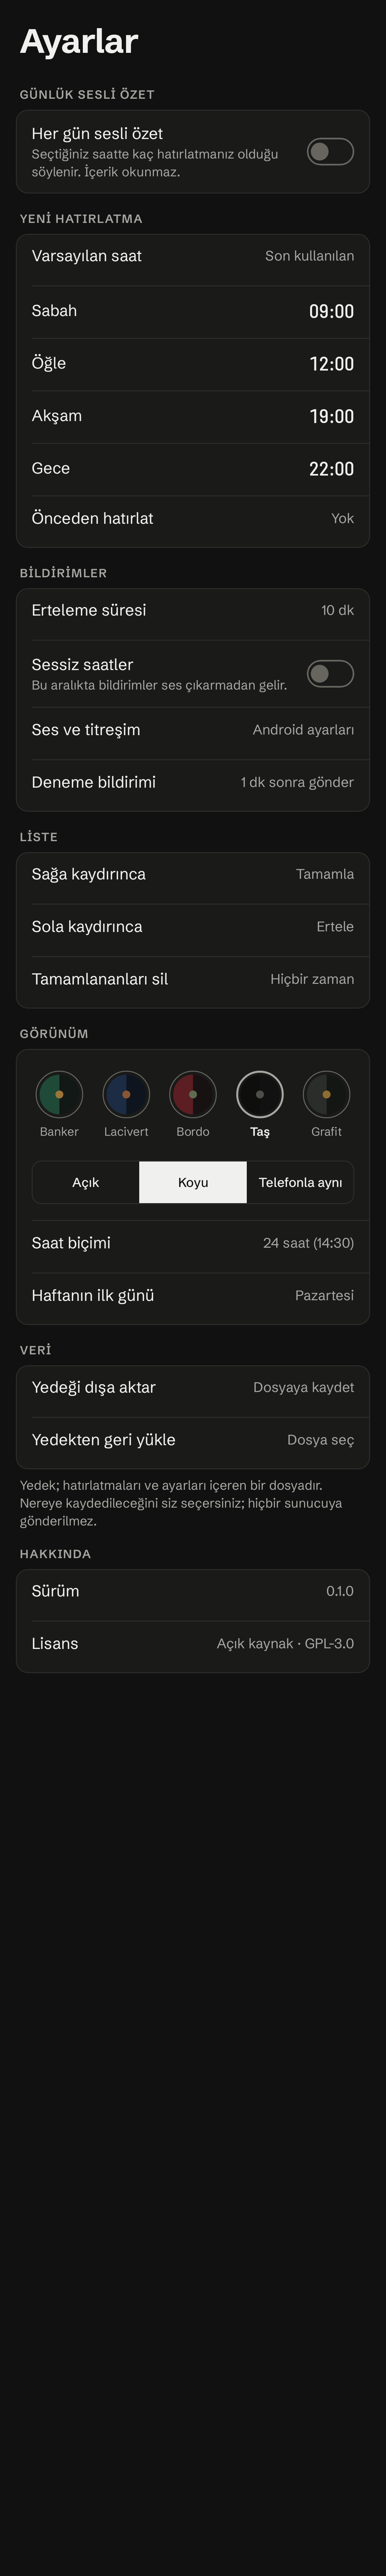 Ayarlar
GÜNLÜK SESLİ ÖZET
Her gün sesli özet
Seçtiğiniz saatte kaç hatırlatmanız olduğu
söylenir. İçerik okunmaz.
YENİ HATIRLATMA
Varsayılan saat Son kullanılan
Sabah 09:00
Öğle 12:00
Akşam 19:00
Gece 22:00
Önceden hatırlat Yok
BİLDİRİMLER
Erteleme süresi 10 dk
Sessiz saatler
Bu aralıkta bildirimler ses çıkarmadan gelir.
Ses ve titreşim Android ayarları
Deneme bildirimi 1 dk sonra gönder
LİSTE
Sağa kaydırınca Tamamla
Sola kaydırınca Ertele
Tamamlananları sil Hiçbir zaman
GÖRÜNÜM
Banker Lacivert Bordo Taş Grafit
Açık Koyu Telefonla aynı
Saat biçimi 24 saat (14:30)
Haftanın ilk günü Pazartesi
VERİ
Yedeği dışa aktar Dosyaya kaydet
Yedekten geri yükle Dosya seç
Yedek; hatırlatmaları ve ayarları içeren bir dosyadır.
Nereye kaydedileceğini siz seçersiniz; hiçbir sunucuya
gönderilmez.
HAKKINDA
Sürüm 0.1.0
Lisans Açık kaynak · GPL-3.0